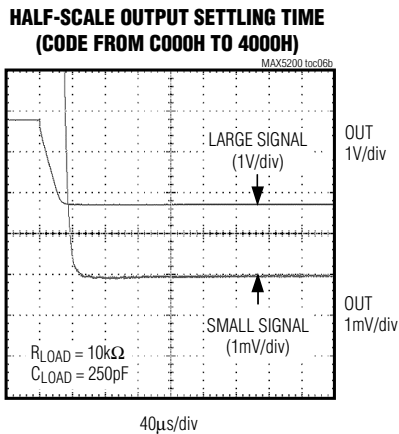 HALF-SCALE OUTPUT SETTLING TIME
(CODE FROM C000H TO 4000H)
MAX5200 toc06b
LARGE SIGNAL
(1V/div)
OUT
1V/div
SMALL SIGNAL
(1mV/div)
OUT
1mV/div
RLOAD = 10kΩ
CLOAD = 250pF
40µs/div